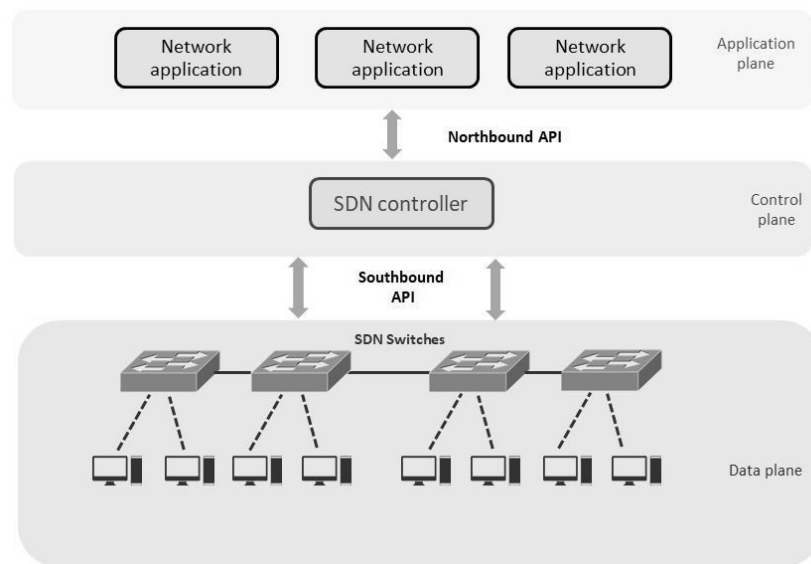 Network
application
Network
application
Network
application
Application
plane
Northbound API
SDN controller
Control
plane
Southbound
API
SDN Switches
Data plane